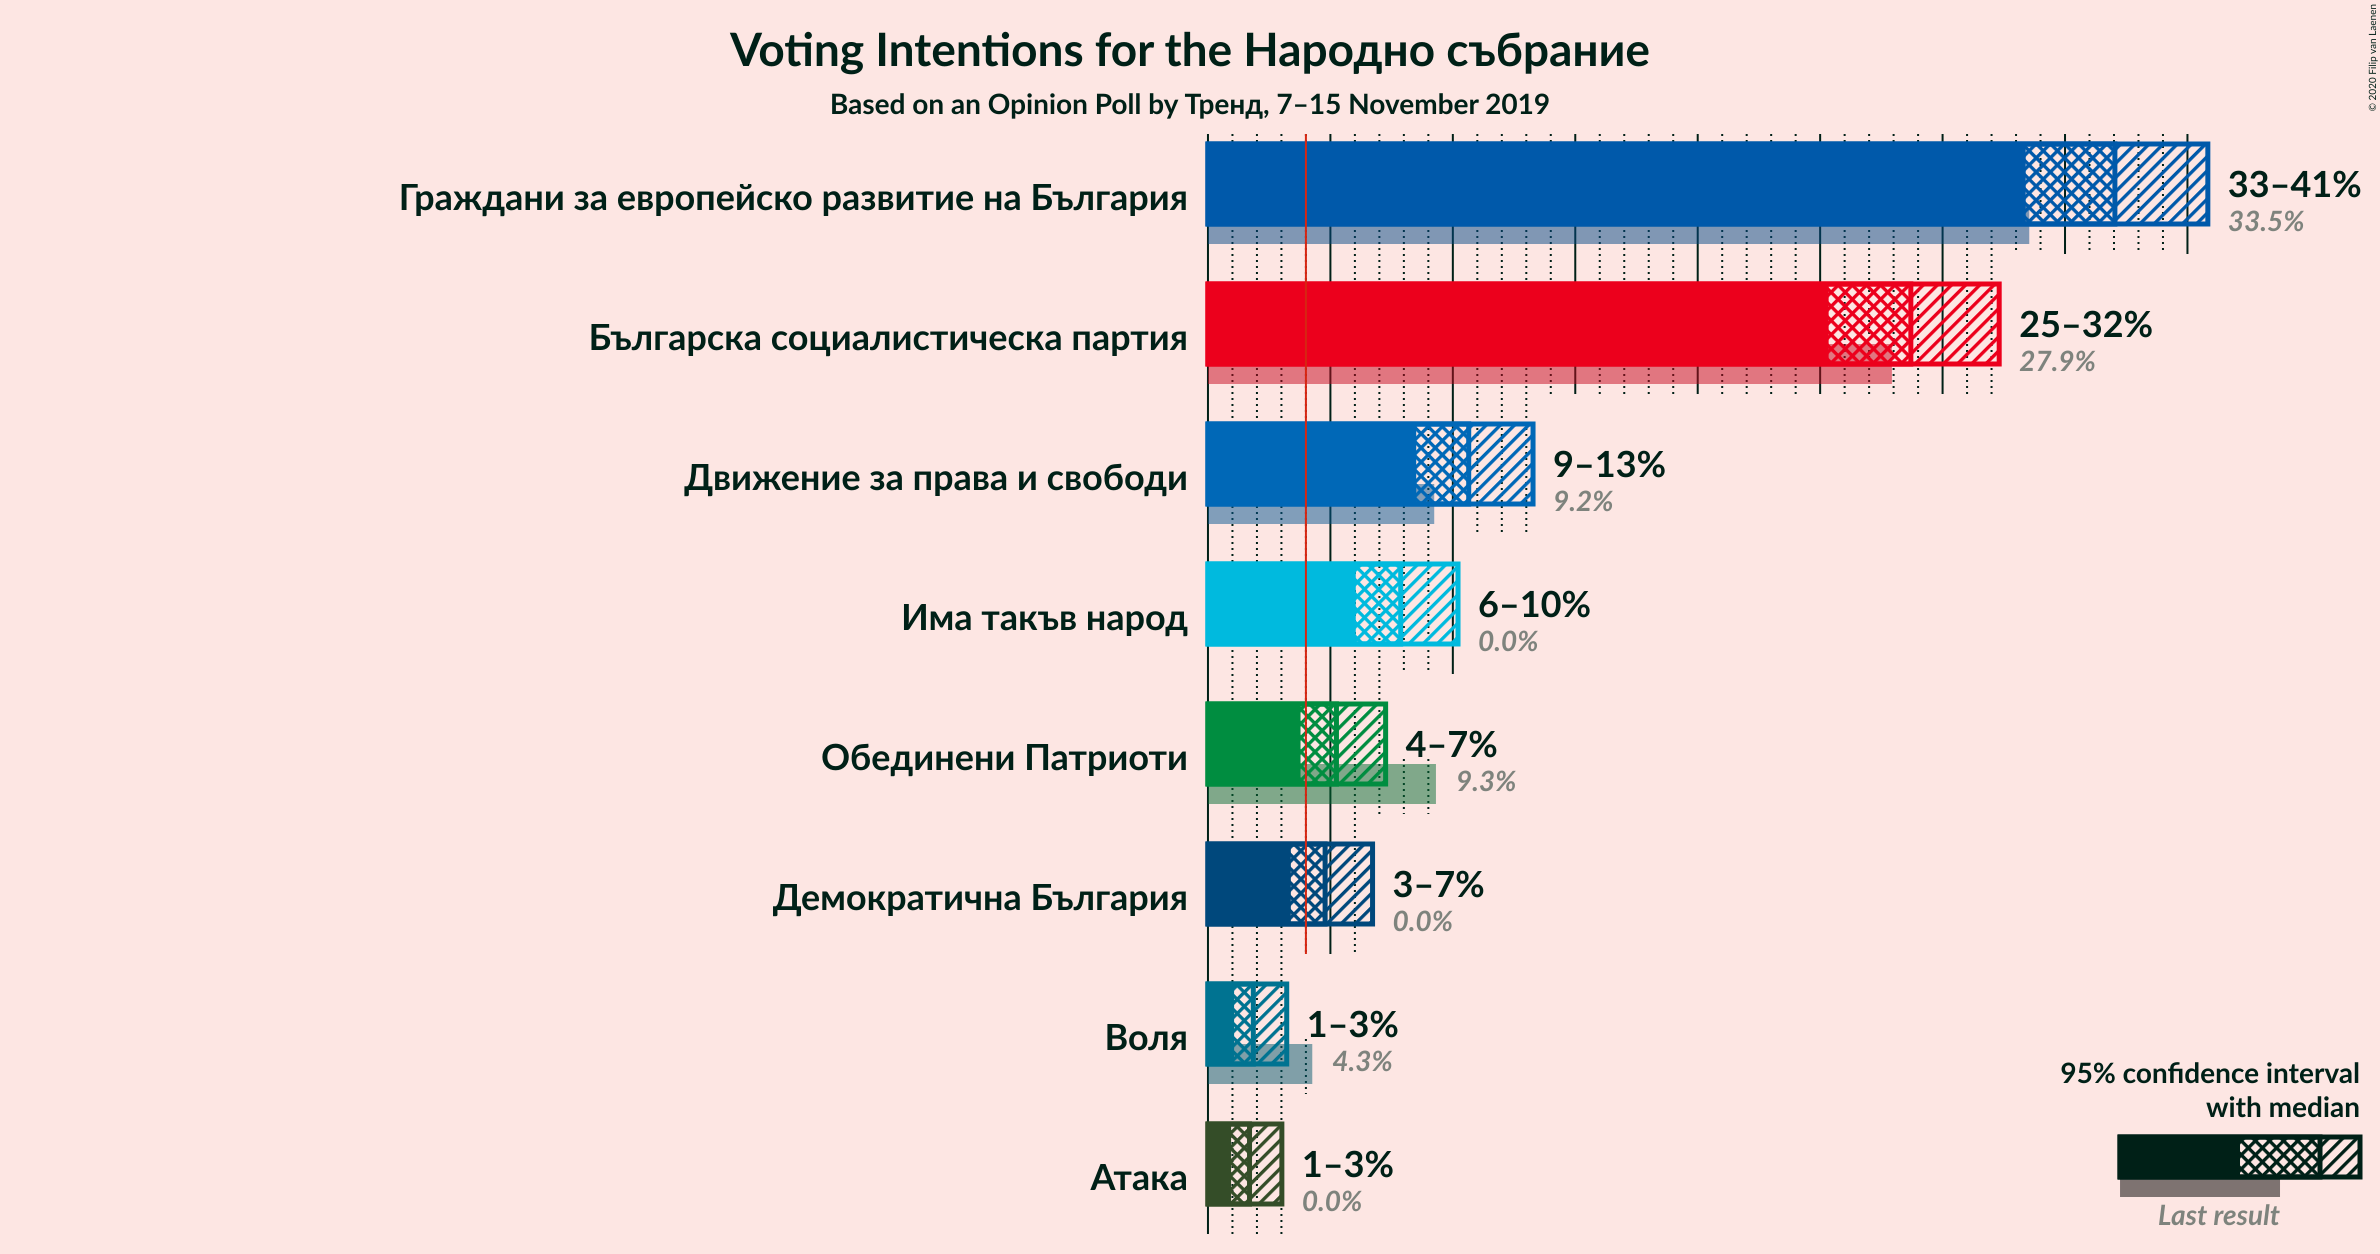 Voting Intentions for the Народно събрание
Based on an Opinion Poll by Тренд, 7–15 November 2019
© 2020 Filip van Laenen
Граждани за европейско развитие на България
33–41%
33.5%
Българска социалистическа партия
25–32%
27.9%
Движение за права и свободи
9–13%
9.2%
Има такъв народ
6–10%
0.0%
Обединени Патриоти
4–7%
9.3%
Демократична България
3–7%
0.0%
Воля
1–3%
4.3%
Атака
1–3%
0.0%
95% confidence interval
with median
Last result